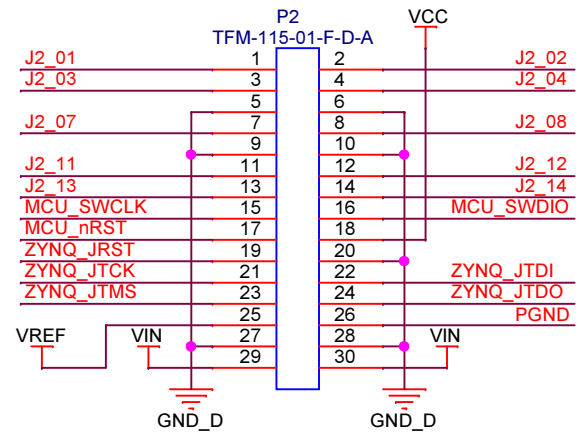 P2
VCC
TFM-115-01-F-D-A
J2_01 1 2 J2_02
J2_03 3 4 J2_04
5 6
J2_07 7 8 J2_08
9 10
J2_11 11 12 J2_12
J2_13 13 14 J2_14
MCU_SWCLK 15 16 MCU_SWDIO
MCU_nRST 17 18
ZYNQ_JRST 19 20
ZYNQ_JTCK 21 22 ZYNQ_JTDI
ZYNQ_JTMS 23 24 ZYNQ_JTDO
25 26 PGND
VREF VIN 27 28 VIN
29 30
GND_D GND_D